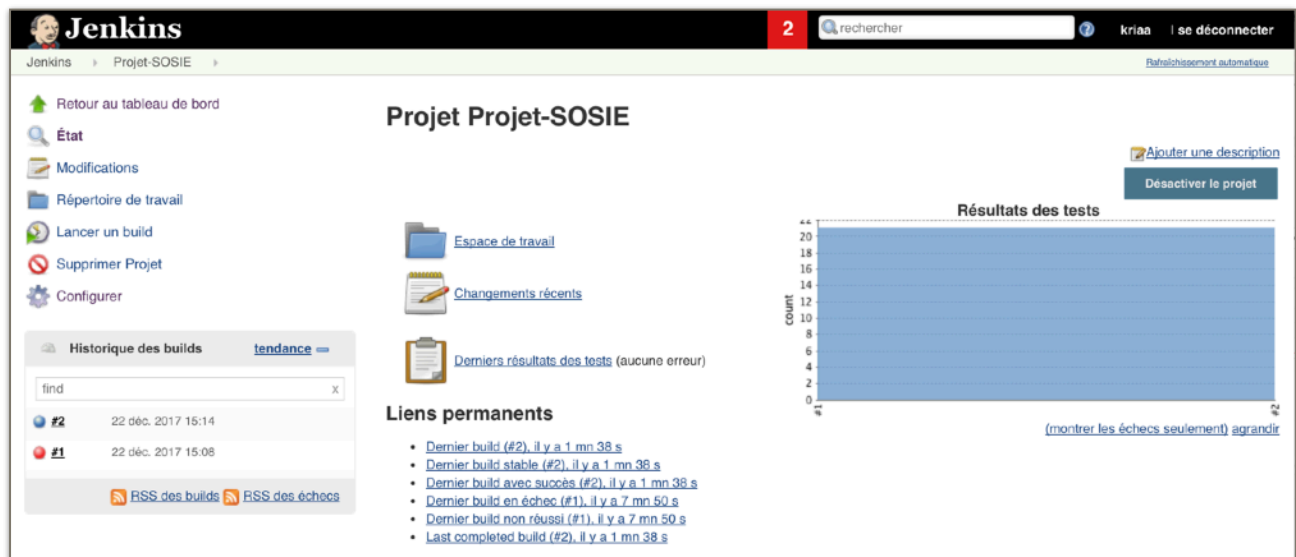 Jenkins
2
rechercher
kriaa | se déconnecter
Jenkins
Projet-SOSIE
Rafraîchissement automatique
Retour au tableau de bord
État
Modifications
Répertoire de travail
Lancer un build
Supprimer Projet
Configurer
Historique des builds
tendance
find
x
#2 22 déc. 2017 15:14
#1 22 déc. 2017 15:08
RSS des builds RSS des échecs
Projet Projet-SOSIE
Ajouter une description
Désactiver le projet
Espace de travail
Changements récents
Derniers résultats des tests (aucune erreur)
Résultats des tests
count
22
20
18
16
14
12
10
8
6
4
2
0
#1
#2
(montrer les échecs seulement) agrandir
Liens permanents
Dernier build (#2), il y a 1 mn 38 s
Dernier build stable (#2), il y a 1 mn 38 s
Dernier build avec succès (#2), il y a 1 mn 38 s
Dernier build en échec (#1), il y a 7 mn 50 s
Dernier build non réussi (#1), il y a 7 mn 50 s
Last completed build (#2), il y a 1 mn 38 s